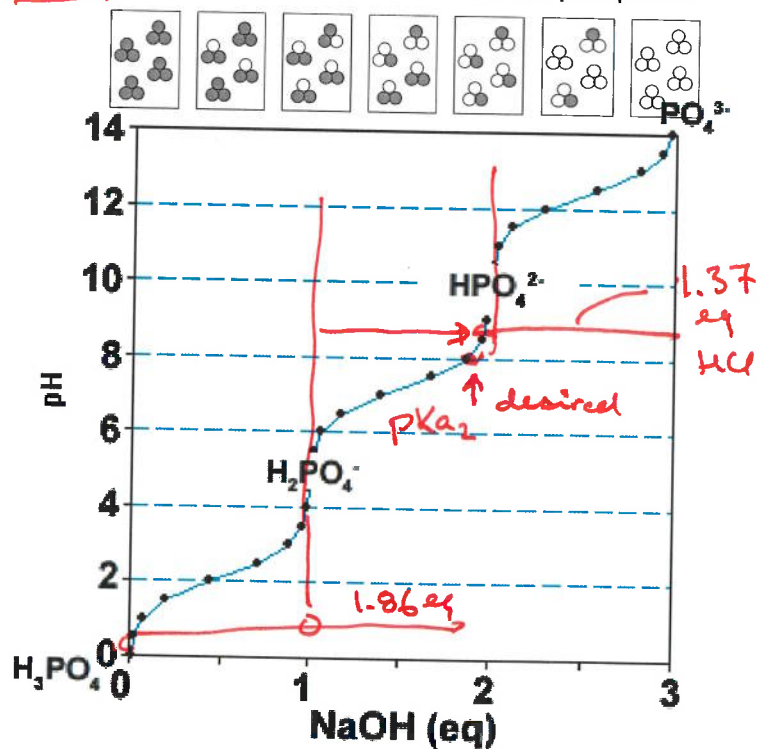 PO₄³⁻
14
12
10
8
6
4
2
0
pH
HPO₄²⁻
1.37
eq
HCl
desired
pKa₂
H₂PO₄⁻
1.86 eq
H₃PO₄
0
1
2
3
NaOH (eq)